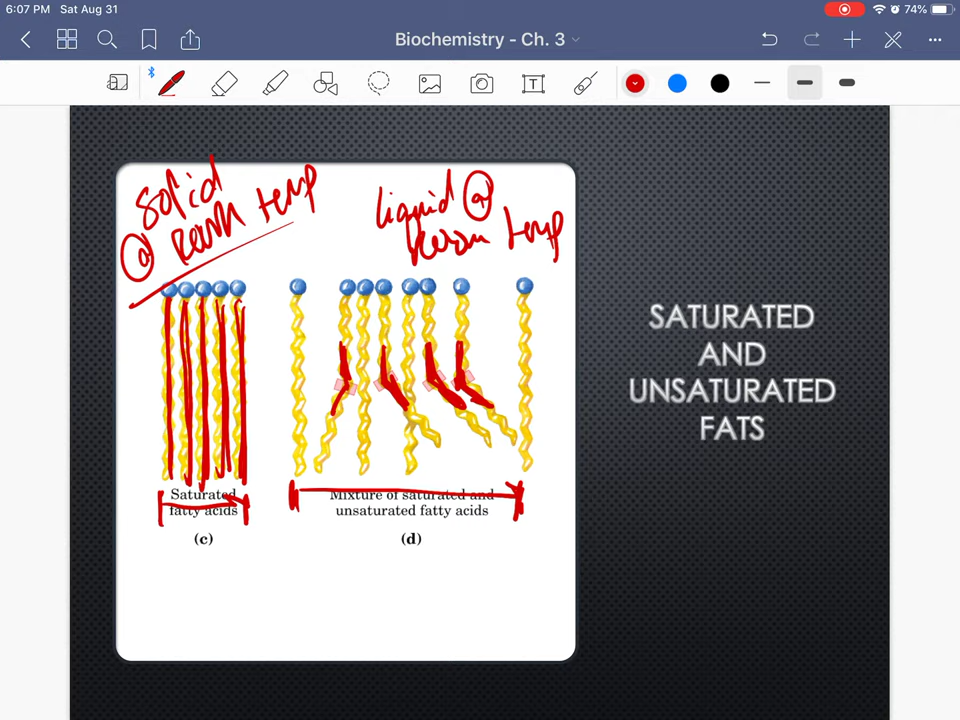 6:07 PM Sat Aug 31
74%
Biochemistry - Ch. 3
T
solid
@ Room temp
liquid @
Room temp
SATURATED
AND
UNSATURATED
FATS
Saturated
fatty acids
(c)
Mixture of saturated and
unsaturated fatty acids
(d)